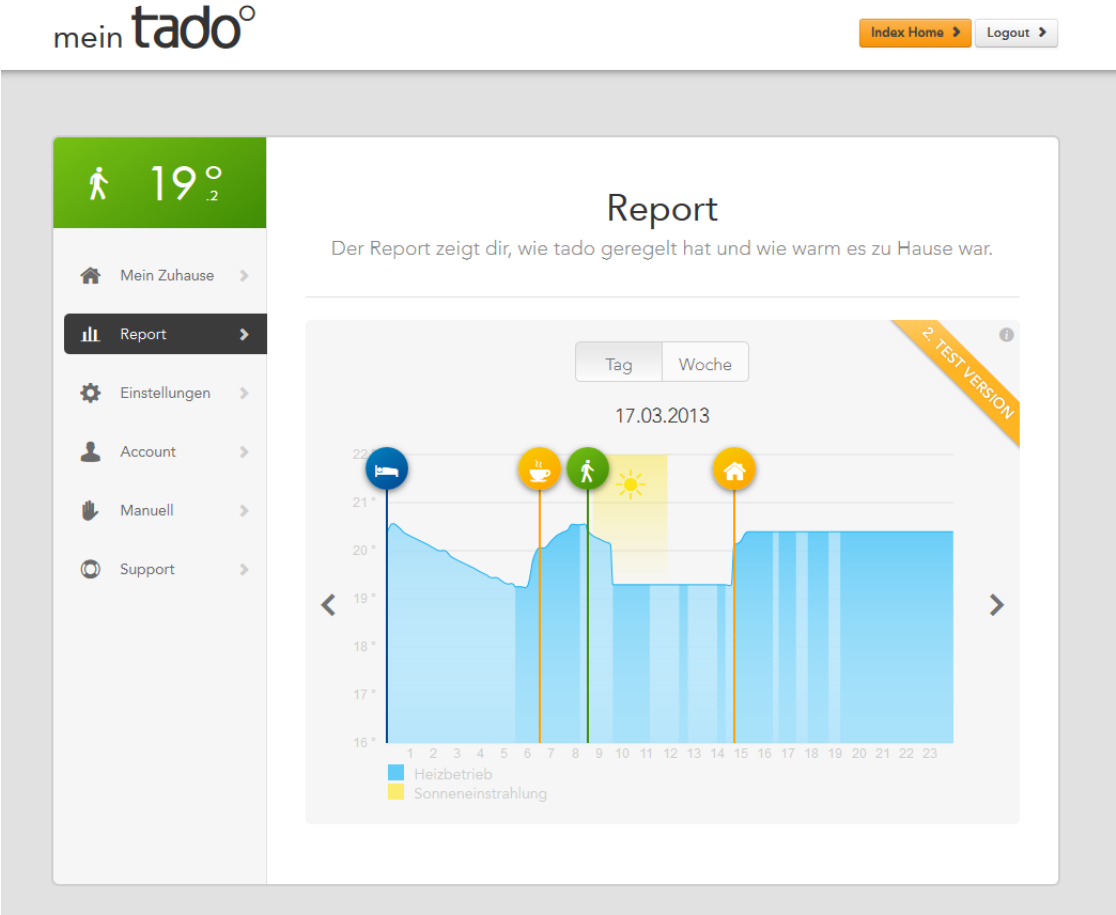 mein tado°
Index Home
Logout
19°.2
Mein Zuhause
Report
Einstellungen
Account
Manuell
Support
Report
Der Report zeigt dir, wie tado geregelt hat und wie warm es zu Hause war.
2. TEST VERSION
i
Tag Woche
17.03.2013
22°
21°
20°
19°
18°
17°
16°
1 2 3 4 5 6 7 8 9 10 11 12 13 14 15 16 17 18 19 20 21 22 23
Heizbetrieb
Sonneneinstrahlung